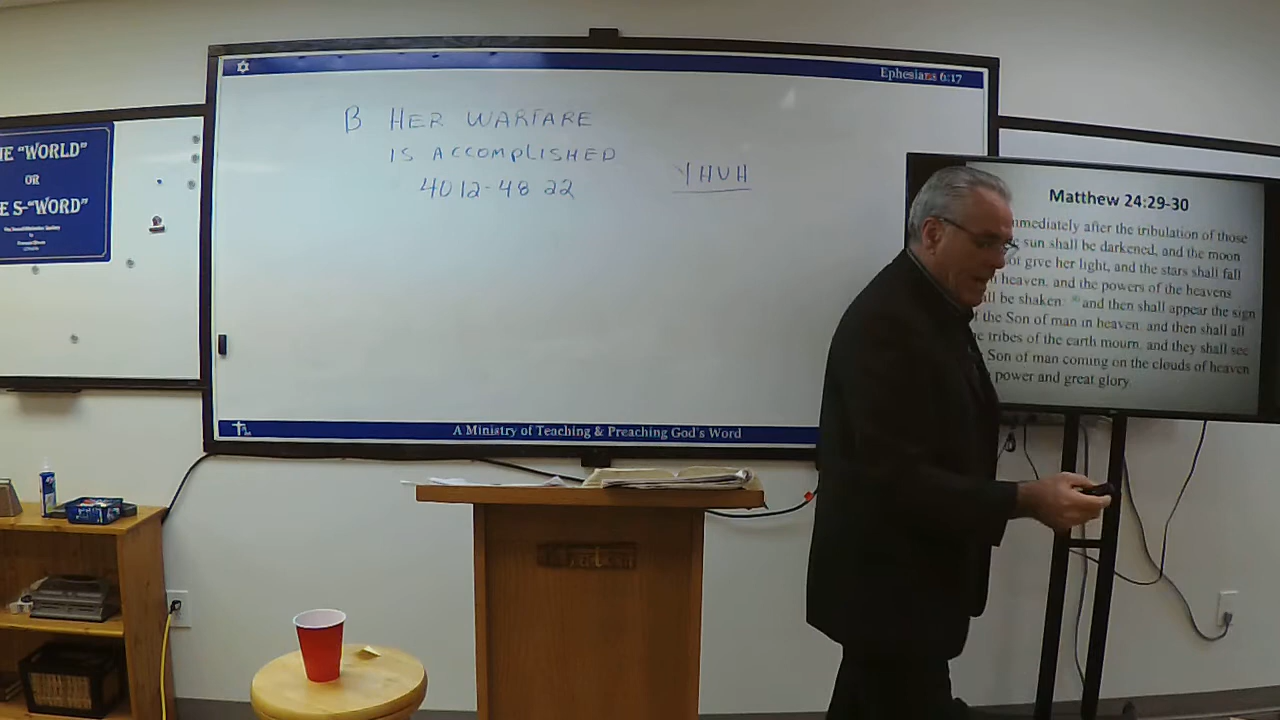 HE "WORLD"
OR
E S-"WORD"
Ephesians 6:17
B HER WARFARE
IS ACCOMPLISHED
40 12-48 22
YHVH
A Ministry of Teaching & Preaching God's Word
Matthew 24:29-30
mmediately after the tribulation of those
sun shall be darkened, and the moon
ot give her light, and the stars shall fall
heaven, and the powers of the heavens
ll be shaken: 30 and then shall appear the sign
f the Son of man in heaven: and then shall all
e tribes of the earth mourn, and they shall see
Son of man coming on the clouds of heaven
power and great glory.